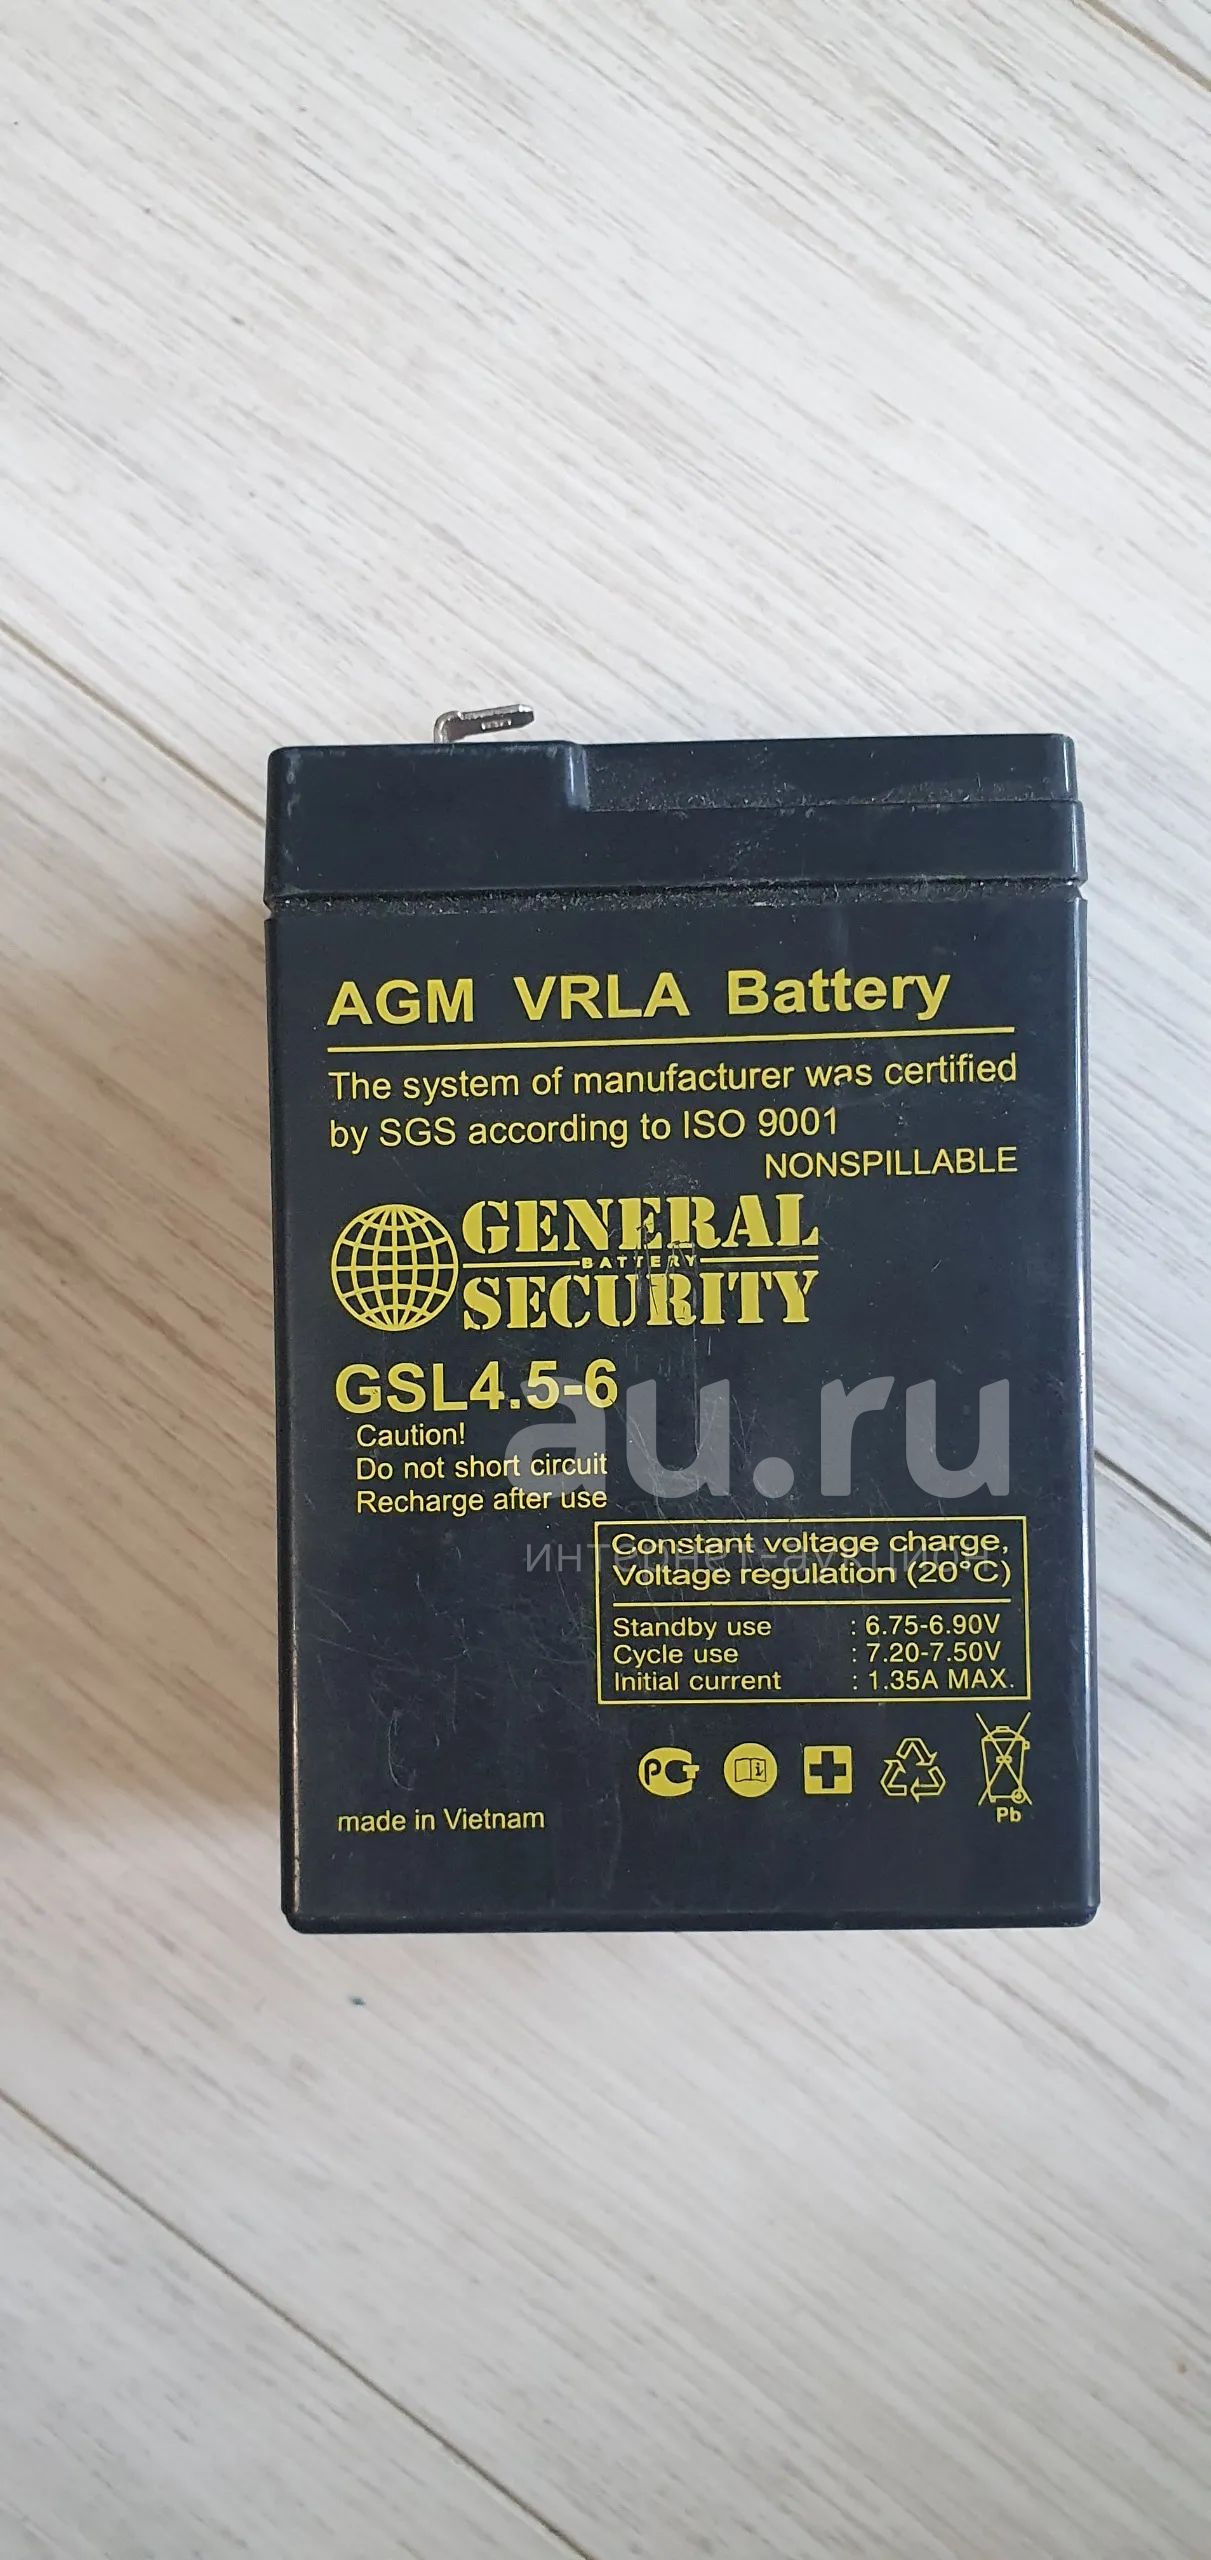 AGM VRLA Battery
The system of manufacturer was certified
by SGS according to ISO 9001
NONSPILLABLE
GENERAL
BATTERY
SECURITY
GSL4.5-6
au.ru
Caution!
Do not short circuit
Recharge after use
интернет-аукцион
Constant voltage charge,
Voltage regulation (20°C)
Standby use : 6.75-6.90V
Cycle use : 7.20-7.50V
Initial current : 1.35A MAX.
РСТ
i
Pb
made in Vietnam